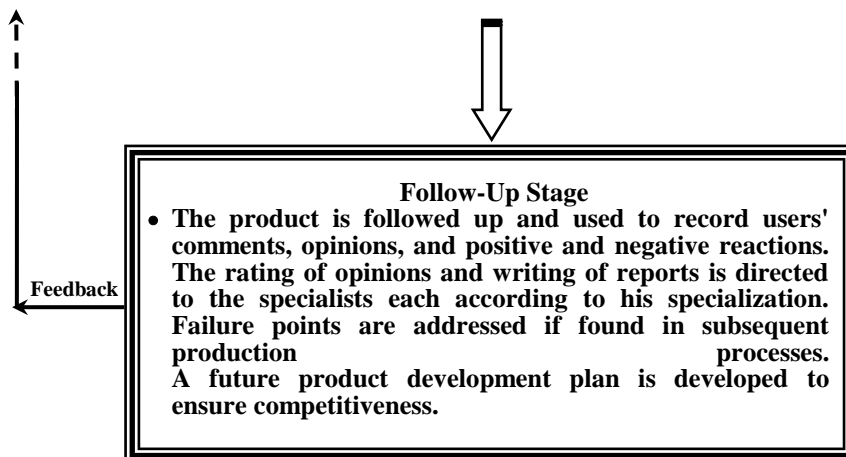 Follow-Up Stage
• The product is followed up and used to record users'
comments, opinions, and positive and negative reactions.
The rating of opinions and writing of reports is directed
to the specialists each according to his specialization.
Failure points are addressed if found in subsequent
production processes.
A future product development plan is developed to
ensure competitiveness.
Feedback